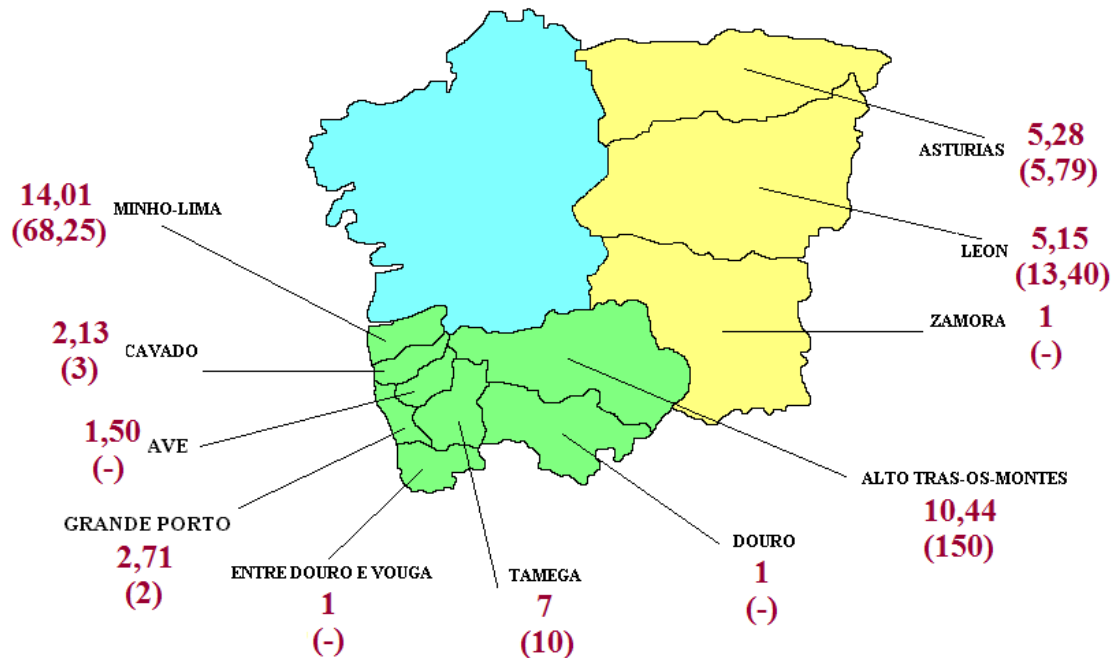 ASTURIAS
5,28
(5,79)
14,01
(68,25)
MINHO-LIMA
LEON
5,15
(13,40)
ZAMORA
1
(-)
2,13
(3)
CAVADO
1,50
(-)
AVE
ALTO TRAS-OS-MONTES
10,44
(150)
GRANDE PORTO
2,71
(2)
ENTRE DOURO E VOUGA
1
(-)
TAMEGA
7
(10)
DOURO
1
(-)